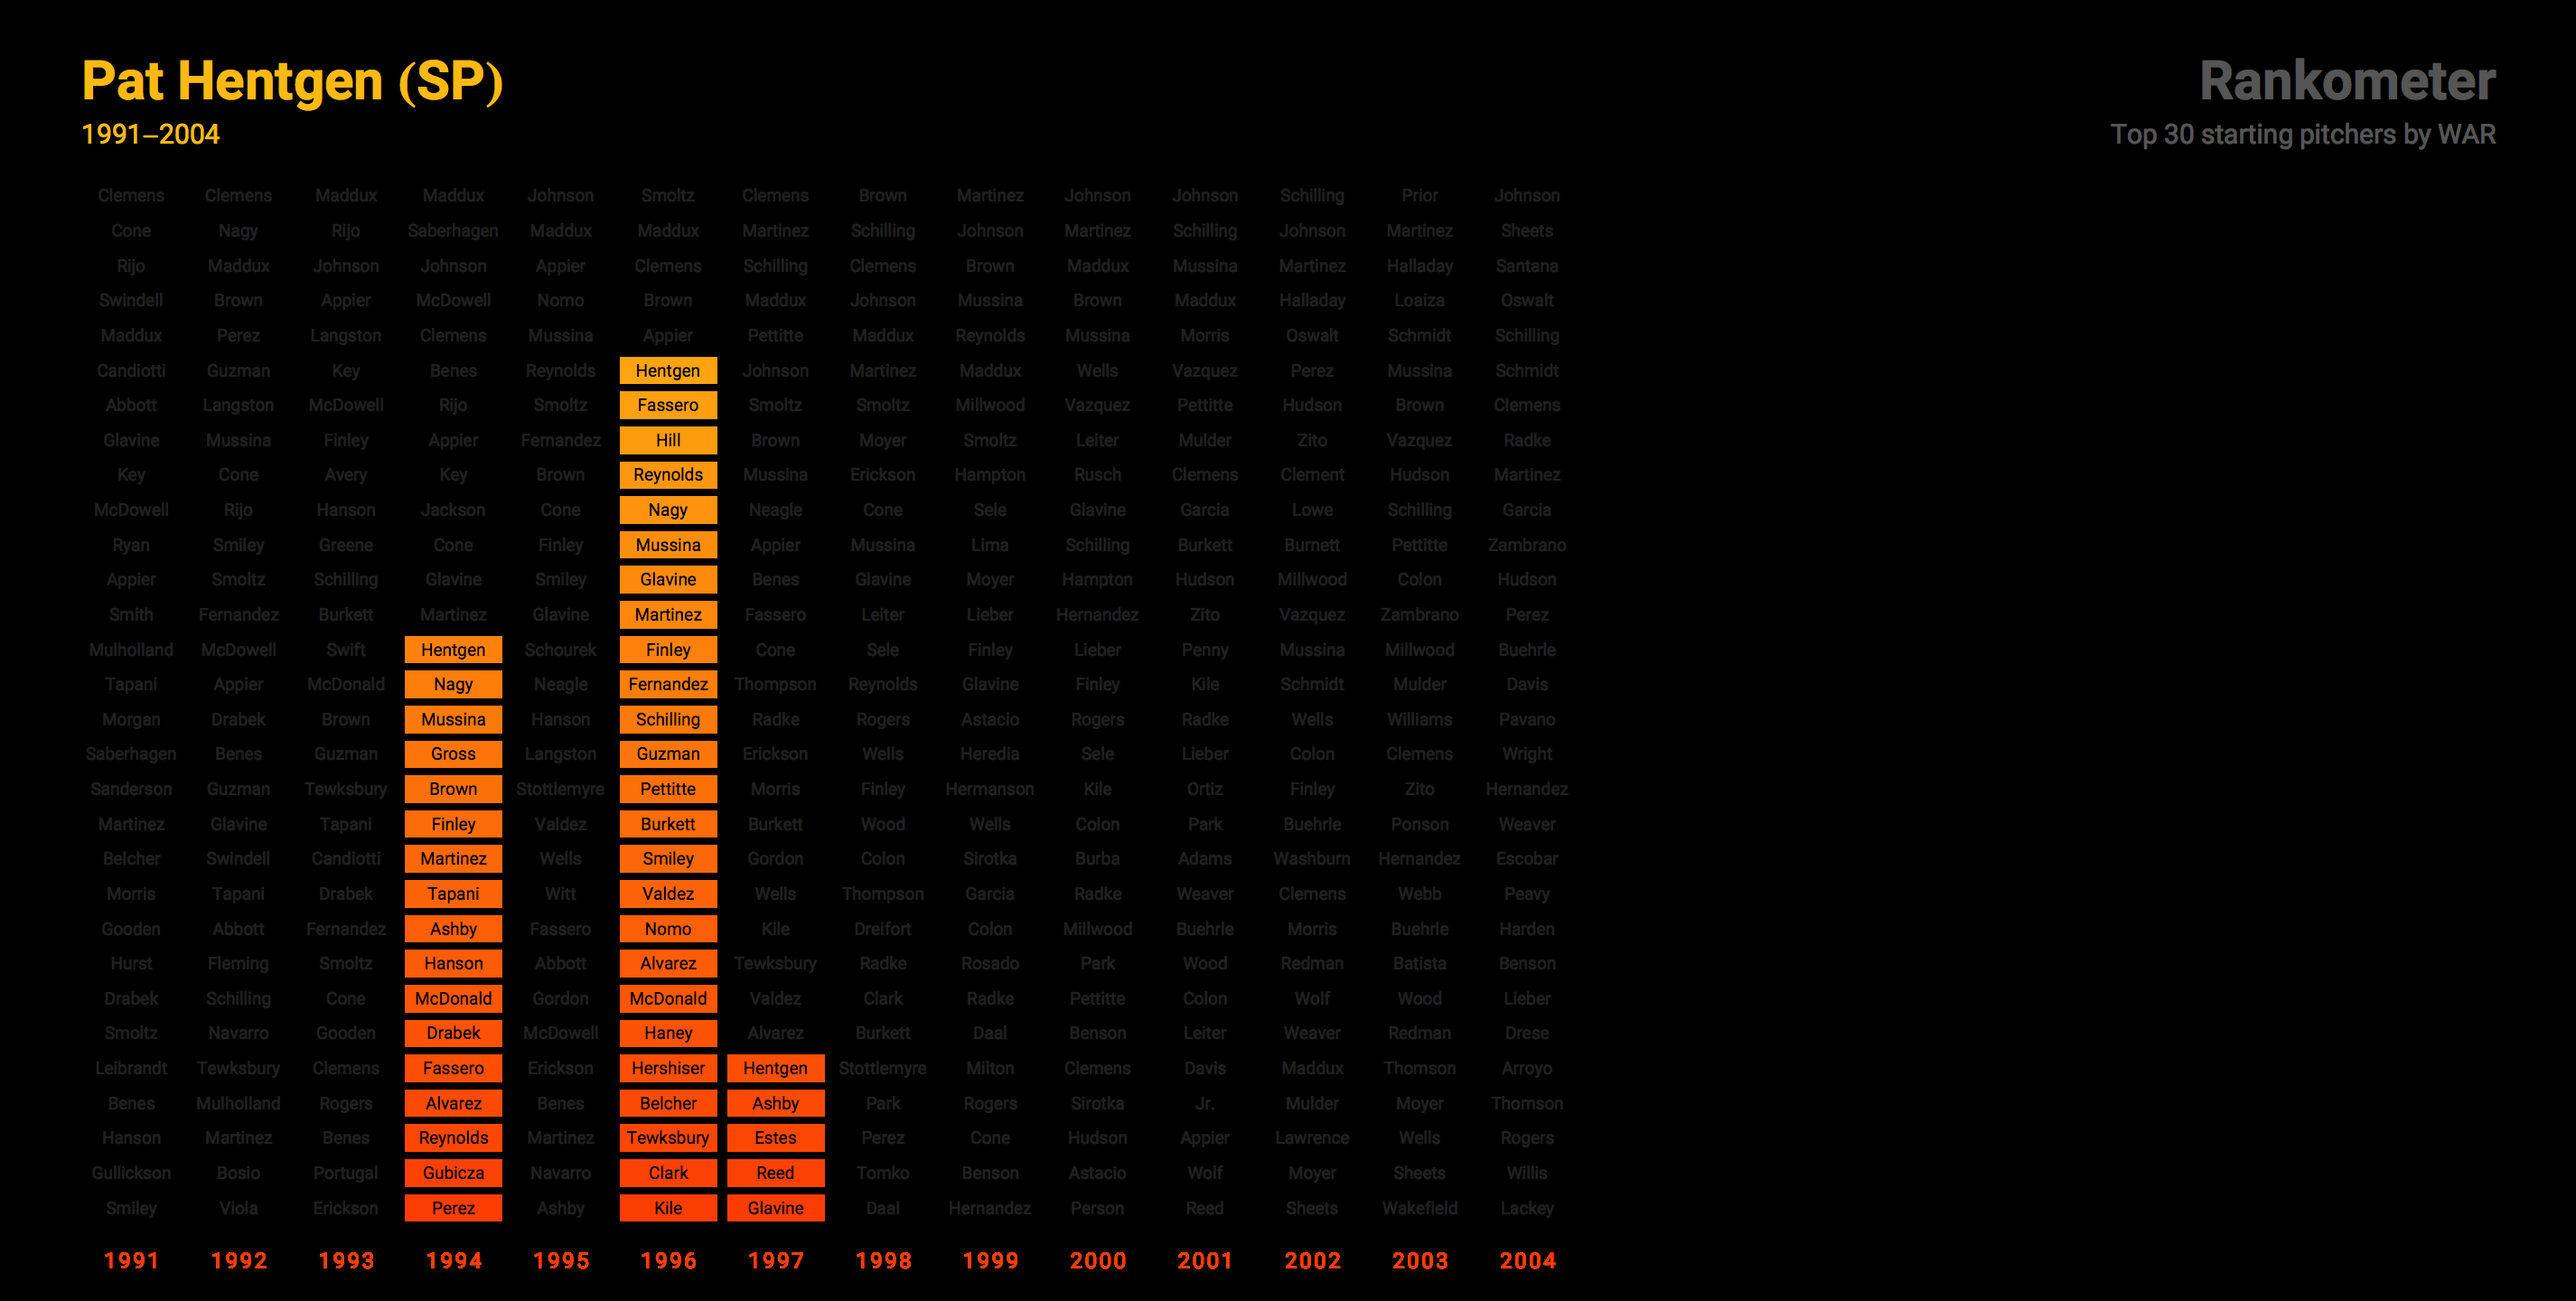 Pat Hentgen (SP)
1991–2004
Rankometer
Top 30 starting pitchers by WAR
Clemens Clemens Maddux Maddux Johnson Smoltz Clemens Brown Martinez Johnson Johnson Schilling Prior Johnson
Cone Nagy Rijo Saberhagen Maddux Maddux Martinez Schilling Johnson Martinez Schilling Johnson Martinez Sheets
Rijo Maddux Johnson Johnson Appier Clemens Schilling Clemens Brown Maddux Mussina Martinez Halladay Santana
Swindell Brown Appier McDowell Nomo Brown Maddux Johnson Mussina Brown Maddux Halladay Loaiza Oswalt
Maddux Perez Langston Clemens Mussina Appier Pettitte Maddux Reynolds Mussina Morris Oswalt Schmidt Schilling
Candiotti Guzman Key Benes Reynolds Hentgen Johnson Martinez Maddux Wells Vazquez Perez Mussina Schmidt
Abbott Langston McDowell Rijo Smoltz Fassero Smoltz Smoltz Millwood Vazquez Pettitte Hudson Brown Clemens
Glavine Mussina Finley Appier Fernandez Hill Brown Moyer Smoltz Leiter Mulder Zito Vazquez Radke
Key Cone Avery Key Brown Reynolds Mussina Erickson Hampton Rusch Clemens Clement Hudson Martinez
McDowell Rijo Hanson Jackson Cone Nagy Neagle Cone Sele Glavine Garcia Lowe Schilling Garcia
Ryan Smiley Greene Cone Finley Mussina Appier Mussina Lima Schilling Burkett Burnett Pettitte Zambrano
Appier Smoltz Schilling Glavine Smiley Glavine Benes Glavine Moyer Hampton Hudson Millwood Colon Hudson
Smith Fernandez Burkett Martinez Glavine Martinez Fassero Leiter Lieber Hernandez Zito Vazquez Zambrano Perez
Mulholland McDowell Swift Hentgen Schourek Finley Cone Sele Finley Lieber Penny Mussina Millwood Buehrle
Tapani Appier McDonald Nagy Neagle Fernandez Thompson Reynolds Glavine Finley Kile Schmidt Mulder Davis
Morgan Drabek Brown Mussina Hanson Schilling Radke Rogers Astacio Rogers Radke Wells Williams Pavano
Saberhagen Benes Guzman Gross Langston Guzman Erickson Wells Heredia Sele Lieber Colon Clemens Wright
Sanderson Guzman Tewksbury Brown Stottlemyre Pettitte Morris Finley Hermanson Kile Ortiz Finley Zito Hernandez
Martinez Glavine Tapani Finley Valdez Burkett Burkett Wood Wells Colon Park Buehrle Ponson Weaver
Belcher Swindell Candiotti Martinez Wells Smiley Gordon Colon Sirotka Burba Adams Washburn Hernandez Escobar
Morris Tapani Drabek Tapani Witt Valdez Wells Thompson Garcia Radke Weaver Clemens Webb Peavy
Gooden Abbott Fernandez Ashby Fassero Nomo Kile Dreifort Colon Millwood Buehrle Morris Buehrle Harden
Hurst Fleming Smoltz Hanson Abbott Alvarez Tewksbury Radke Rosado Park Wood Redman Batista Benson
Drabek Schilling Cone McDonald Gordon McDonald Valdez Clark Radke Pettitte Colon Wolf Wood Lieber
Smoltz Navarro Gooden Drabek McDowell Haney Alvarez Burkett Daal Benson Leiter Weaver Redman Drese
Leibrandt Tewksbury Clemens Fassero Erickson Hershiser Hentgen Stottlemyre Milton Clemens Davis Maddux Thomson Arroyo
Benes Mulholland Rogers Alvarez Benes Belcher Ashby Park Rogers Sirotka Jr. Mulder Moyer Thomson
Hanson Martinez Benes Reynolds Martinez Tewksbury Estes Perez Cone Hudson Appier Lawrence Wells Rogers
Gullickson Bosio Portugal Gubicza Navarro Clark Reed Tomko Benson Astacio Wolf Moyer Sheets Willis
Smiley Viola Erickson Perez Ashby Kile Glavine Daal Hernandez Person Reed Sheets Wakefield Lackey
1991 1992 1993 1994 1995 1996 1997 1998 1999 2000 2001 2002 2003 2004